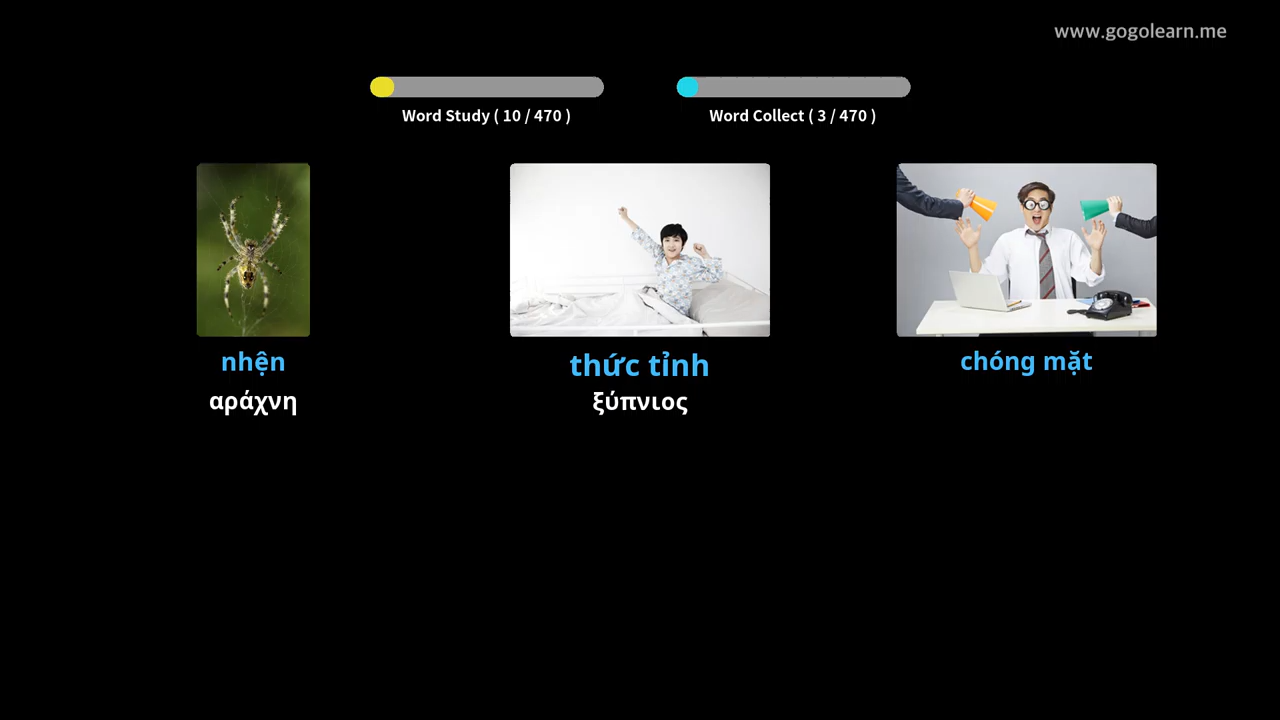 www.gogolearn.me
Word Study ( 10 / 470 )
Word Collect ( 3 / 470 )
nhện
thức tỉnh
chóng mặt
αράχνη
ξύπνιος